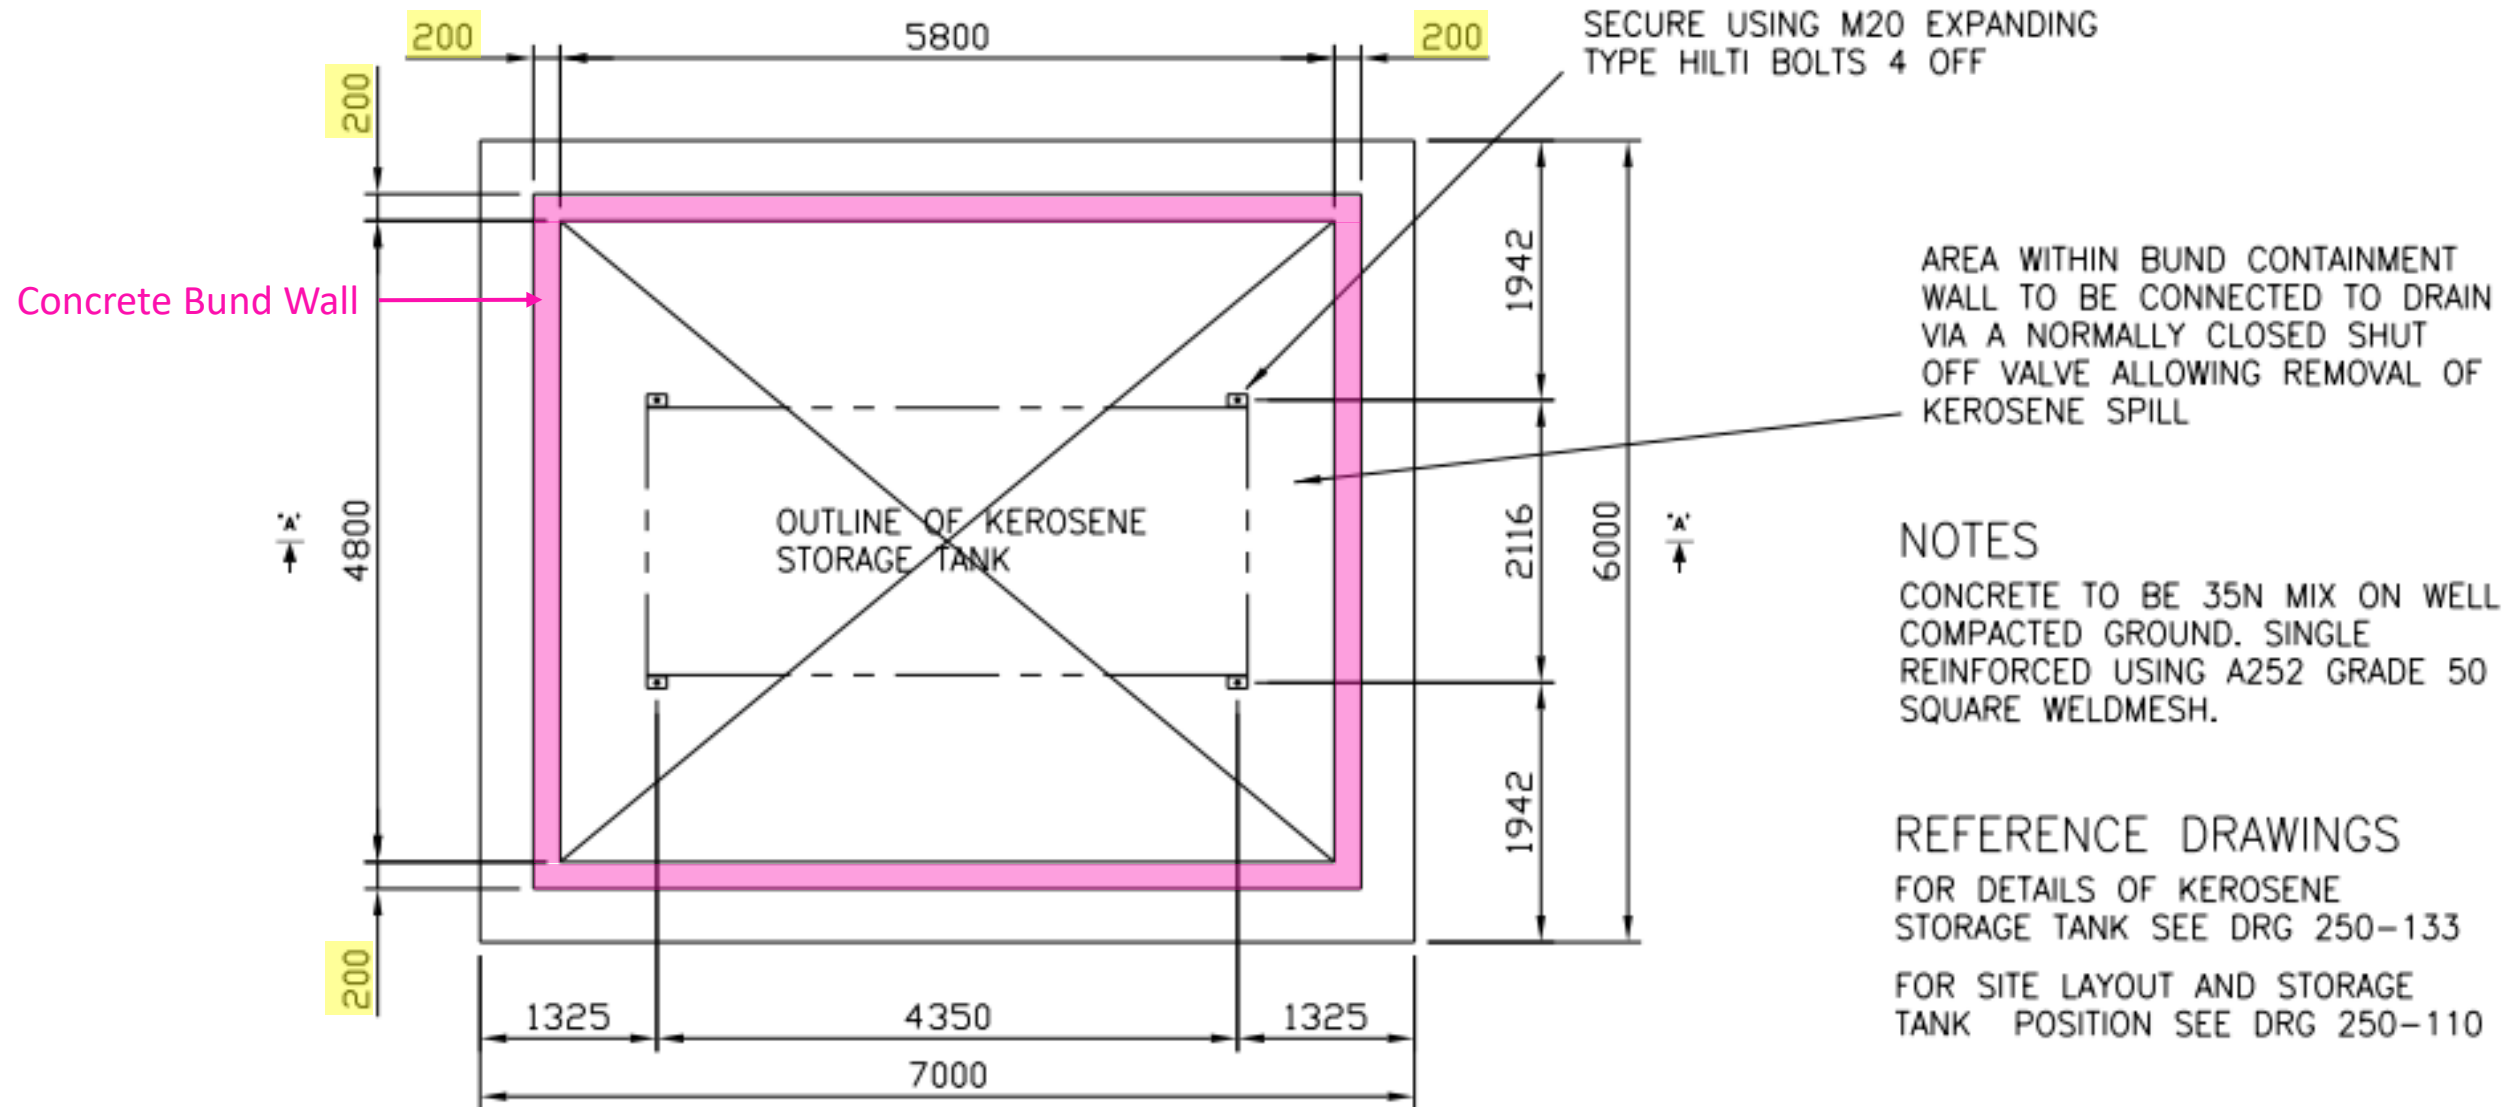 200
5800
200
SECURE USING M20 EXPANDING
TYPE HILTI BOLTS 4 OFF
200
Concrete Bund Wall
1942
AREA WITHIN BUND CONTAINMENT
WALL TO BE CONNECTED TO DRAIN
VIA A NORMALLY CLOSED SHUT
OFF VALVE ALLOWING REMOVAL OF
KEROSENE SPILL
'A'
4800
OUTLINE OF KEROSENE
STORAGE TANK
2116
6000
'A'
NOTES
CONCRETE TO BE 35N MIX ON WELL
COMPACTED GROUND. SINGLE
REINFORCED USING A252 GRADE 50
SQUARE WELDMESH.
1942
REFERENCE DRAWINGS
FOR DETAILS OF KEROSENE
STORAGE TANK SEE DRG 250-133
FOR SITE LAYOUT AND STORAGE
TANK POSITION SEE DRG 250-110
200
1325
4350
1325
7000